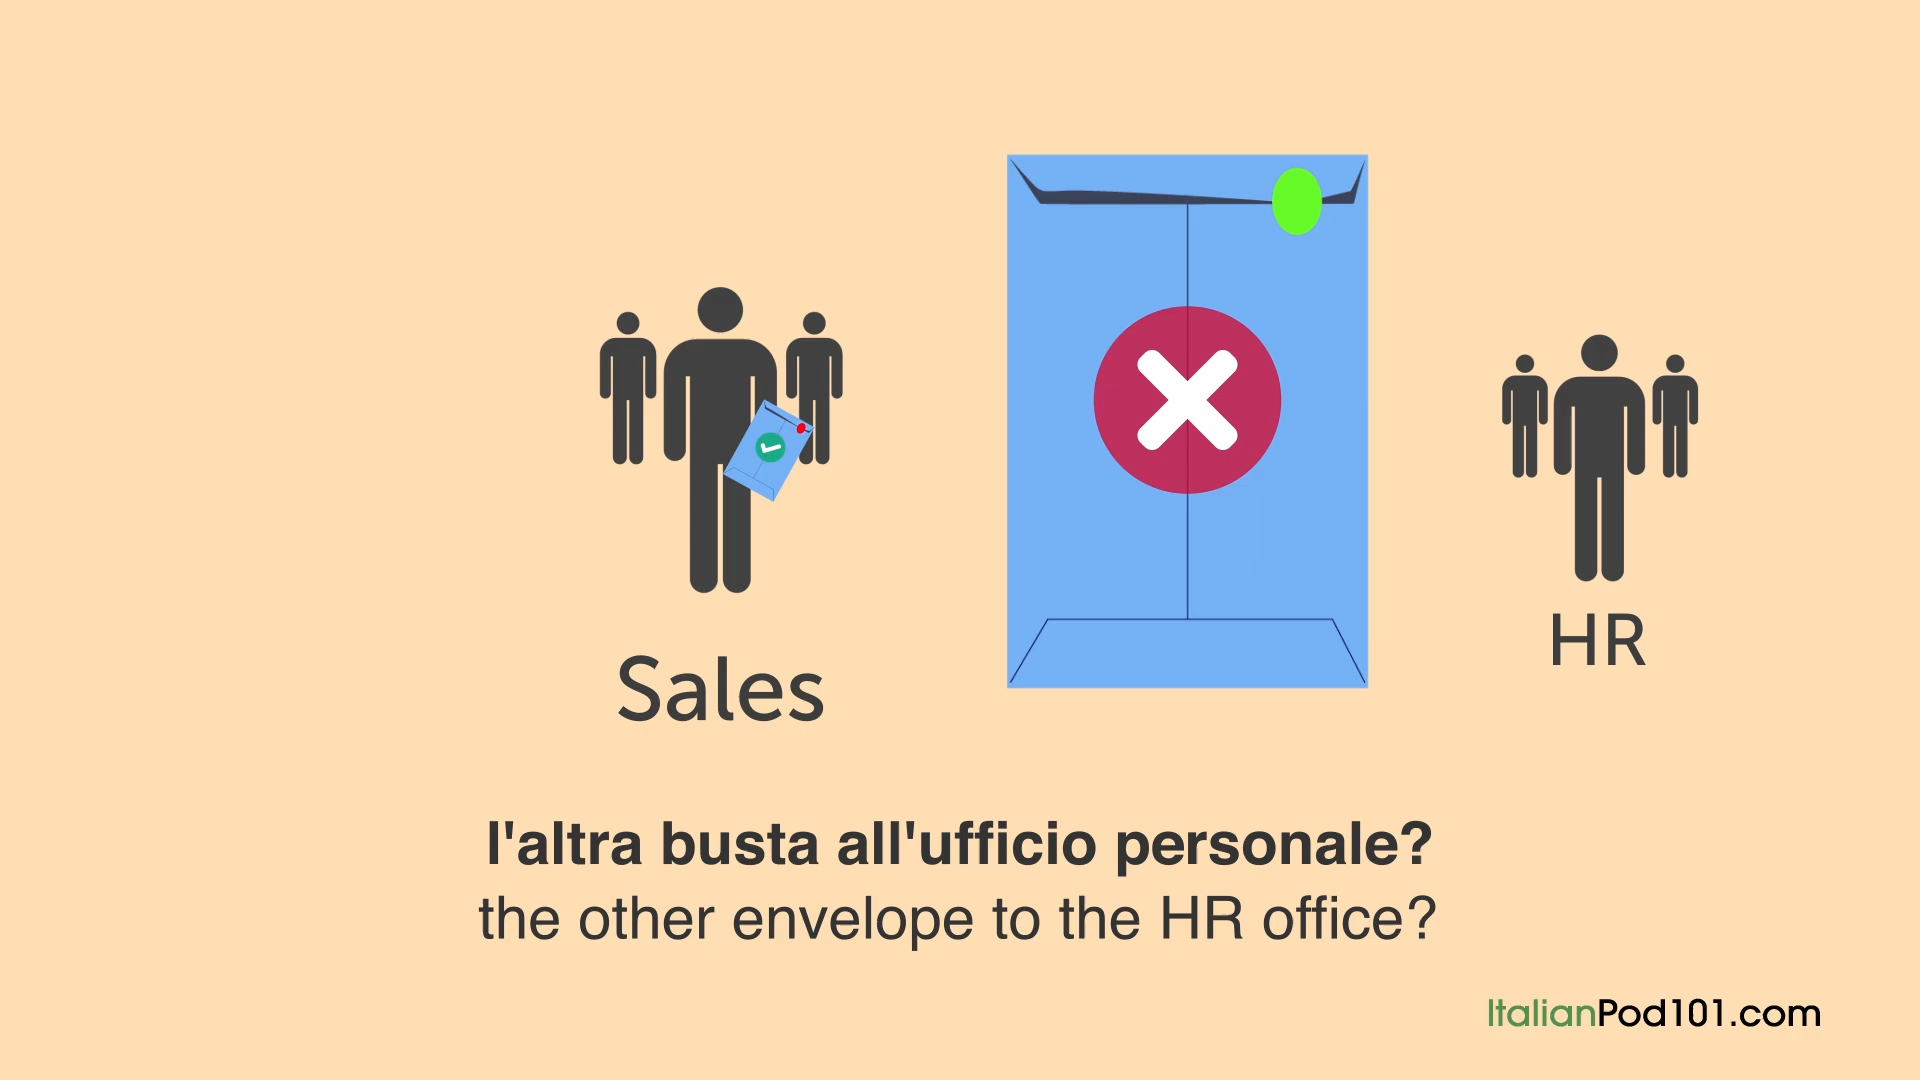 Sales
HR
l'altra busta all'ufficio personale?
the other envelope to the HR office?
ItalianPod101.com